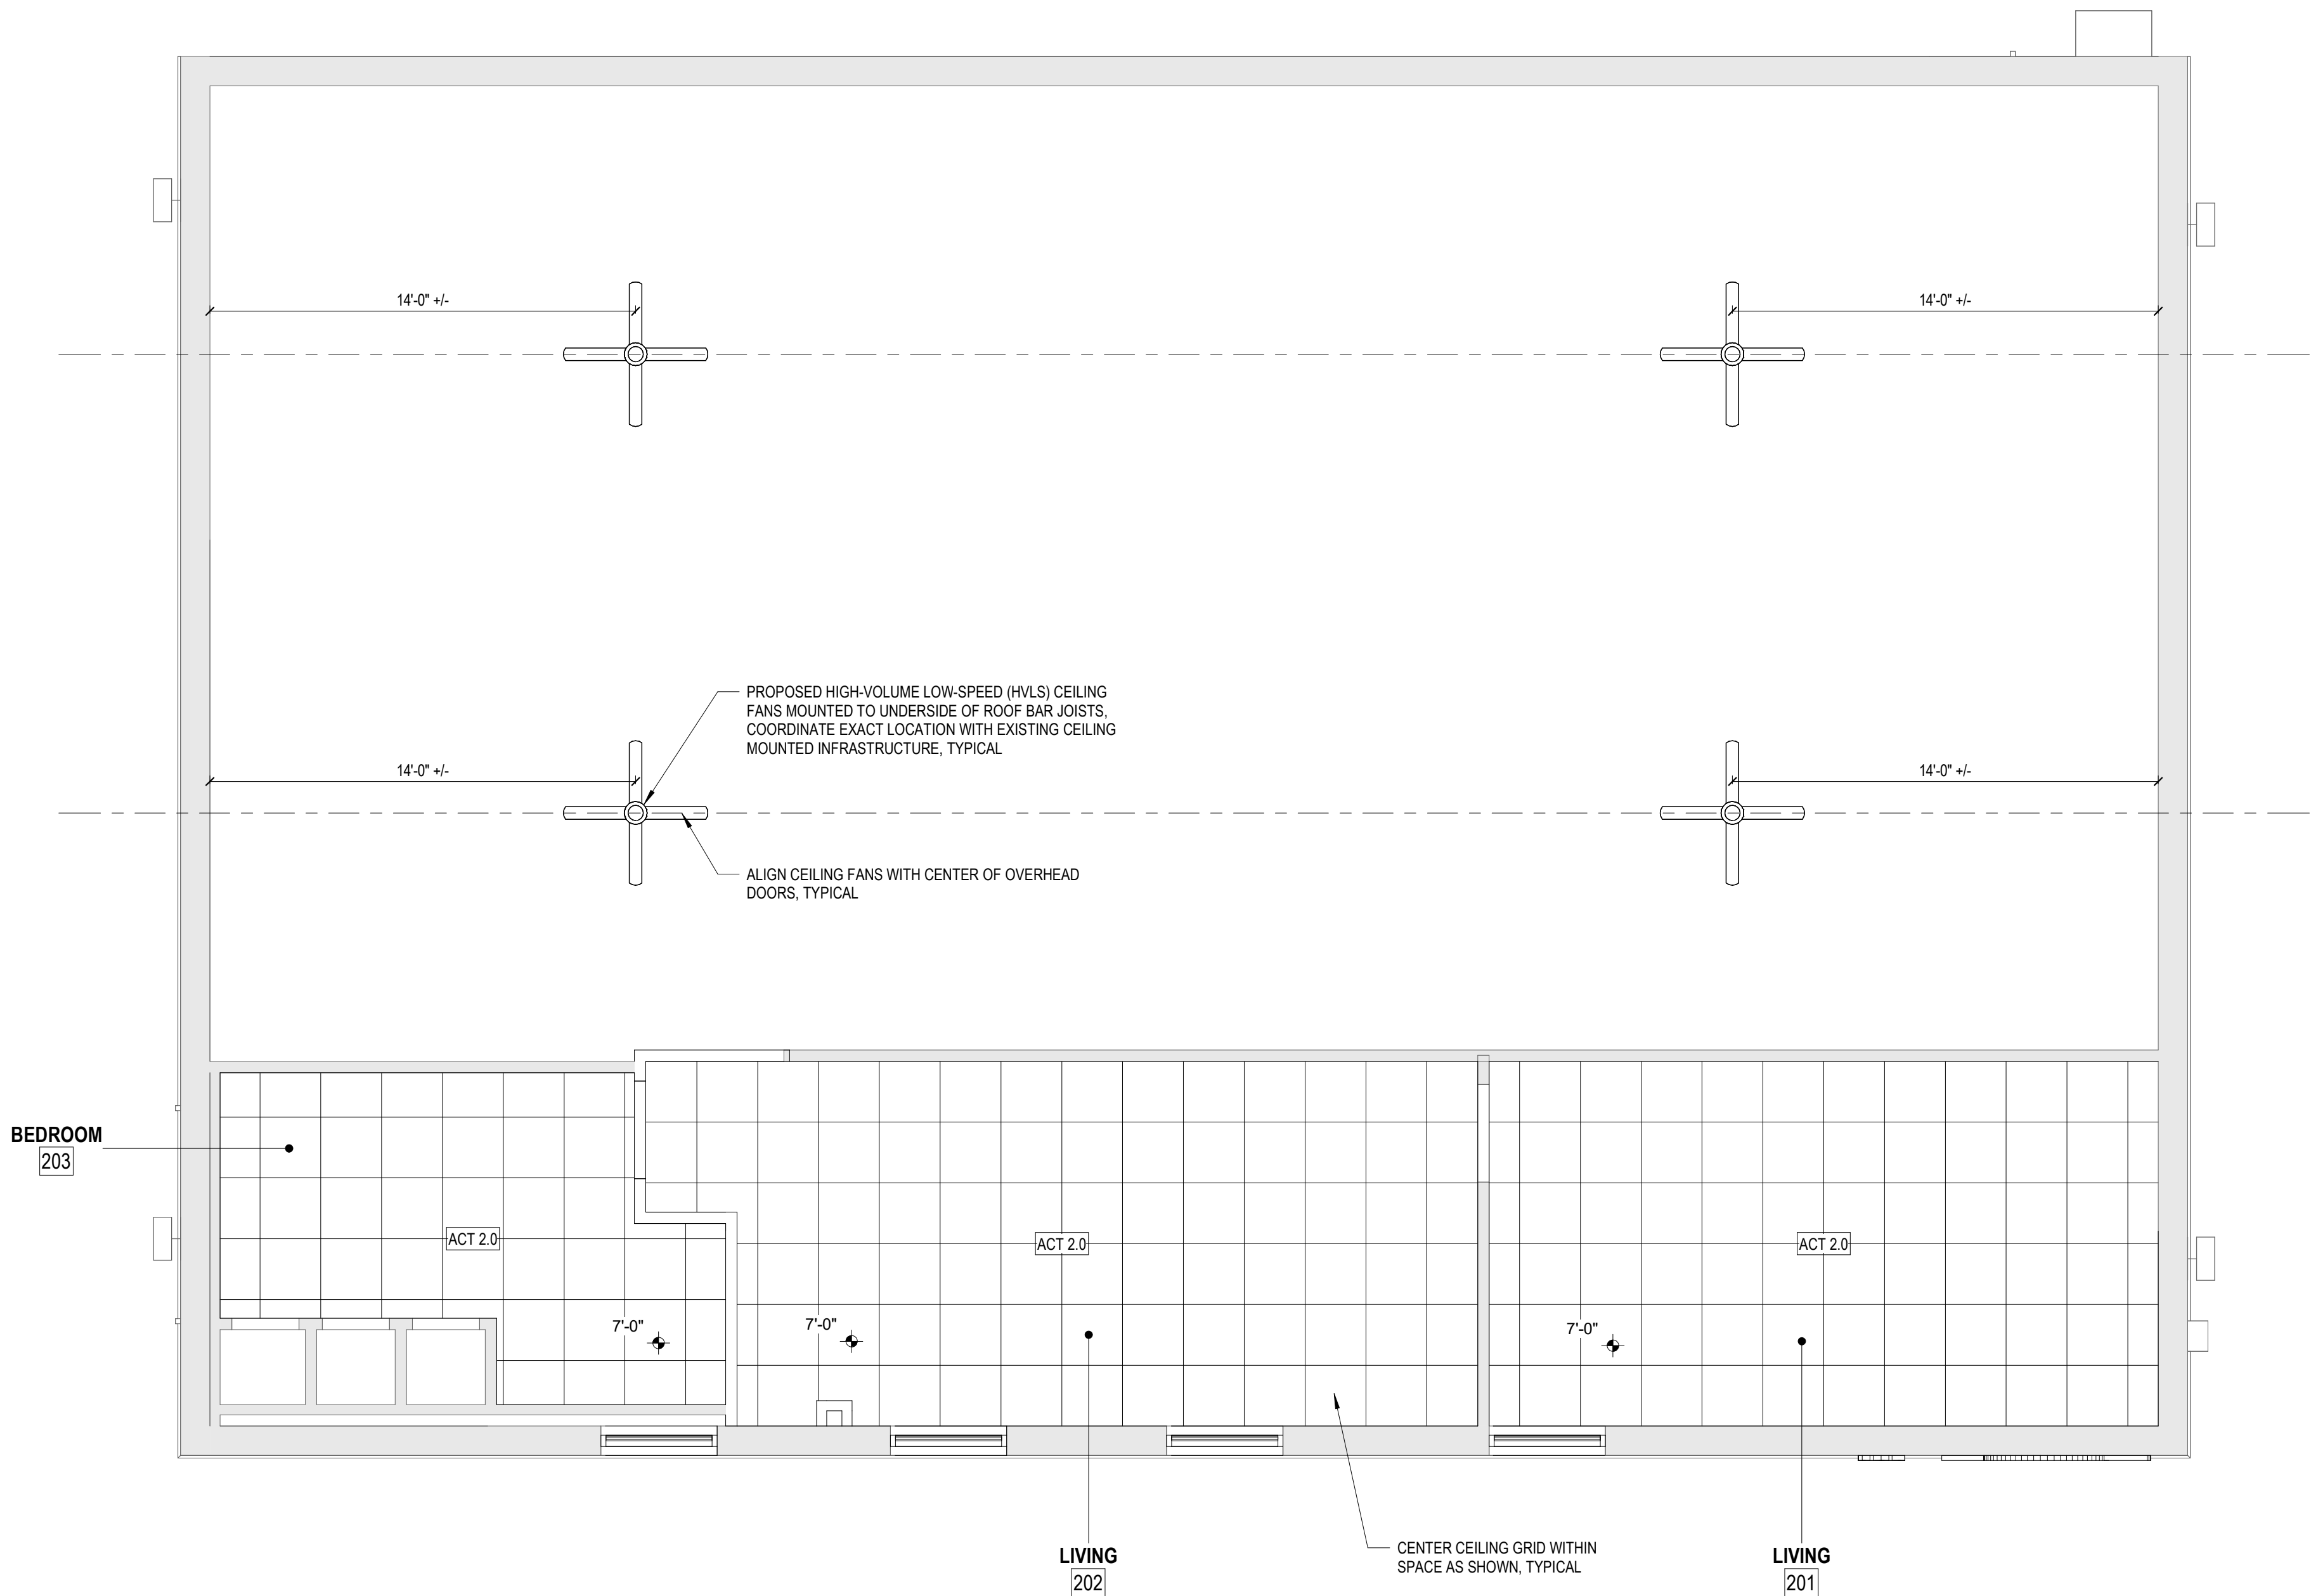 14'-0" +/-
14'-0" +/-
PROPOSED HIGH-VOLUME LOW-SPEED (HVLS) CEILING
FANS MOUNTED TO UNDERSIDE OF ROOF BAR JOISTS,
COORDINATE EXACT LOCATION WITH EXISTING CEILING
MOUNTED INFRASTRUCTURE, TYPICAL
14'-0" +/-
14'-0" +/-
ALIGN CEILING FANS WITH CENTER OF OVERHEAD
DOORS, TYPICAL
BEDROOM
203
ACT 2.0
ACT 2.0
ACT 2.0
7'-0"
7'-0"
7'-0"
LIVING
202
CENTER CEILING GRID WITHIN
SPACE AS SHOWN, TYPICAL
LIVING
201